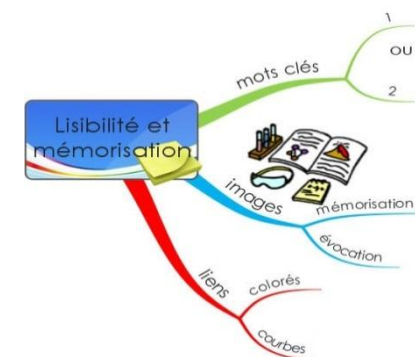 Lisibilité et
mémorisation
mots clés
1
OU
2
images
mémorisation
évocation
liens
colorés
courbes